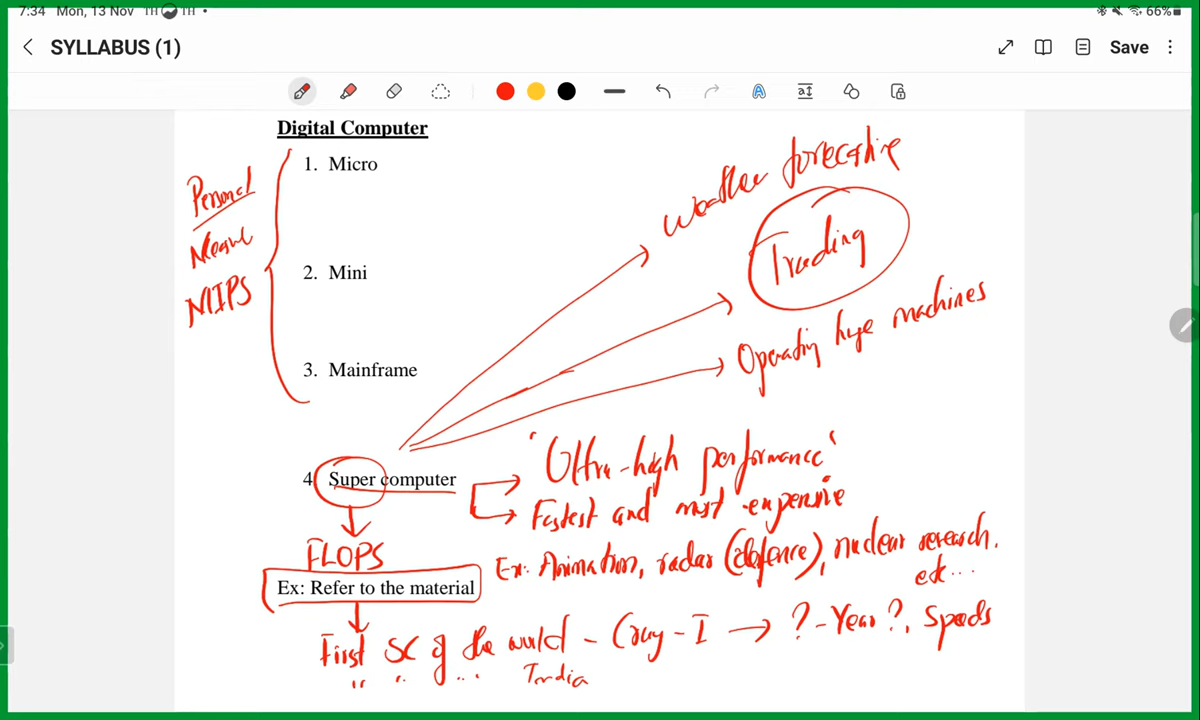 7:34 Mon, 13 Nov TH TH •
66%
SYLLABUS (1)
Save
Digital Computer
1. Micro
2. Mini
3. Mainframe
4. Super computer
Ex: Refer to the material
Personal
MIPS
Weather forecasting
Trading
Operating huge machines
'Ultra-high performance'
Fastest and most expensive
FLOPS
Ex: Animation, radar (defence), nuclear research.
etc...
First SC of the world - Cray-I → ? - Year?, Speeds
" " " India